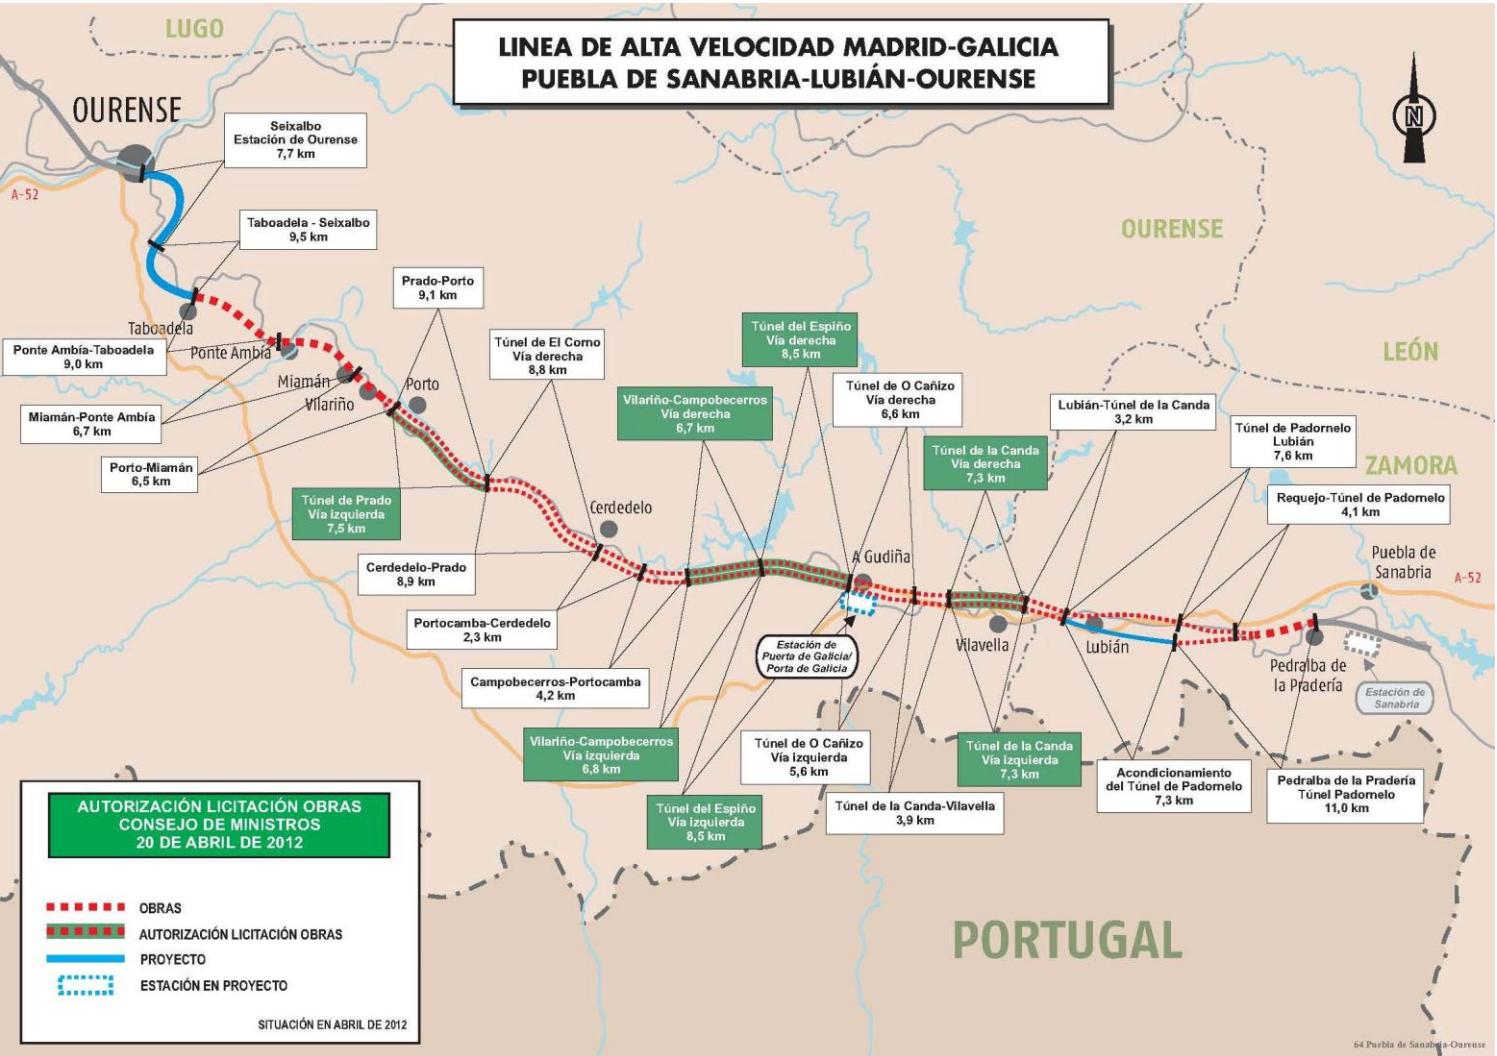 LINEA DE ALTA VELOCIDAD MADRID-GALICIA
PUEBLA DE SANABRIA-LUBIÁN-OURENSE
LUGO
OURENSE
N
Seixalbo
Estación de Ourense
7,7 km
A-52
Taboadela - Seixalbo
9,5 km
OURENSE
Prado-Porto
9,1 km
Taboadela
Ponte Ambía-Taboadela
9,0 km
Ponte Ambía
Túnel de El Corno
Vía derecha
8,8 km
Túnel del Espiño
Vía derecha
8,5 km
LEÓN
Miamán
Vilariño
Porto
Túnel de O Cañizo
Vía derecha
6,6 km
Miamán-Ponte Ambía
6,7 km
Vilariño-Campobecerros
Vía derecha
6,7 km
Lubián-Túnel de la Canda
3,2 km
Túnel de Padornelo
Lubián
7,6 km
Porto-Miamán
6,5 km
Túnel de la Canda
Vía derecha
7,3 km
ZAMORA
Túnel de Prado
Vía izquierda
7,5 km
Cerdedelo
Requejo-Túnel de Padornelo
4,1 km
Cerdedelo-Prado
8,9 km
A Gudiña
Puebla de
Sanabria
A-52
Portocamba-Cerdedelo
2,3 km
Estación de
Puerta de Galicia/
Porta de Galicia
Vilavella
Lubián
Pedralba de
la Pradería
Campobecerros-Portocamba
4,2 km
Estación de
Sanabria
Vilariño-Campobecerros
Vía izquierda
6,8 km
Túnel de O Cañizo
Vía izquierda
5,6 km
Túnel de la Canda
Vía izquierda
7,3 km
Acondicionamiento
del Túnel de Padornelo
7,3 km
Pedralba de la Pradería
Túnel Padornelo
11,0 km
Túnel del Espiño
Vía izquierda
8,5 km
Túnel de la Canda-Vilavella
3,9 km
AUTORIZACIÓN LICITACIÓN OBRAS
CONSEJO DE MINISTROS
20 DE ABRIL DE 2012
OBRAS
AUTORIZACIÓN LICITACIÓN OBRAS
PROYECTO
ESTACIÓN EN PROYECTO
SITUACIÓN EN ABRIL DE 2012
PORTUGAL
64 Puebla de Sanabria-Ourense